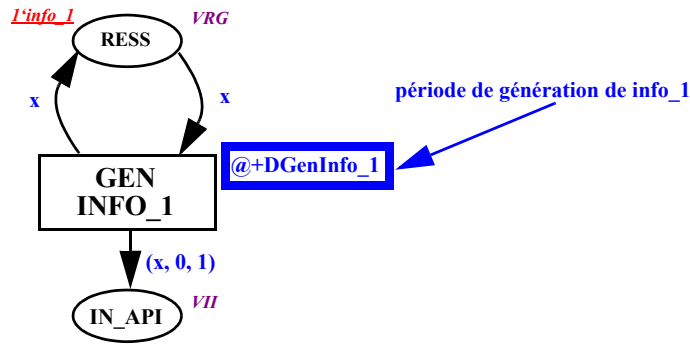 1‘info_1
VRG
RESS
x
x
période de génération de info_1
@+DGenInfo_1
GEN
INFO_1
(x, 0, 1)
VII
IN_API